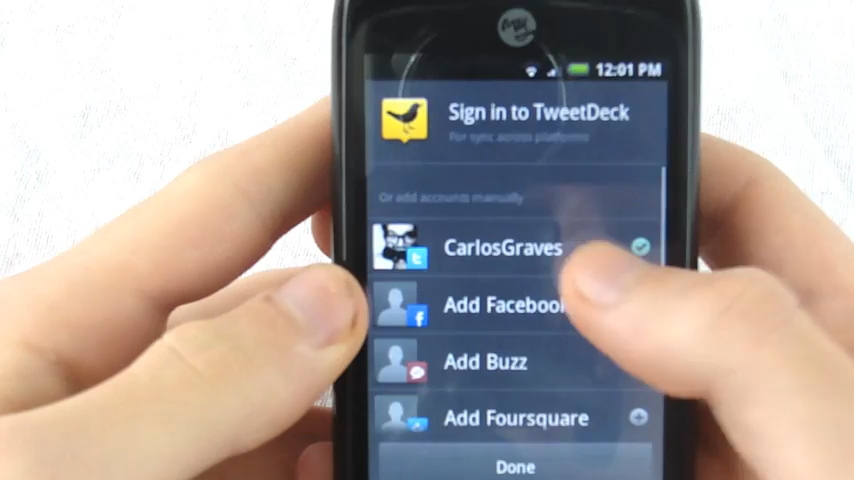 12:01 PM
Sign in to TweetDeck
For sync across platforms
Or add accounts manually
CarlosGraves
Add Facebook
Add Buzz
Add Foursquare
Done